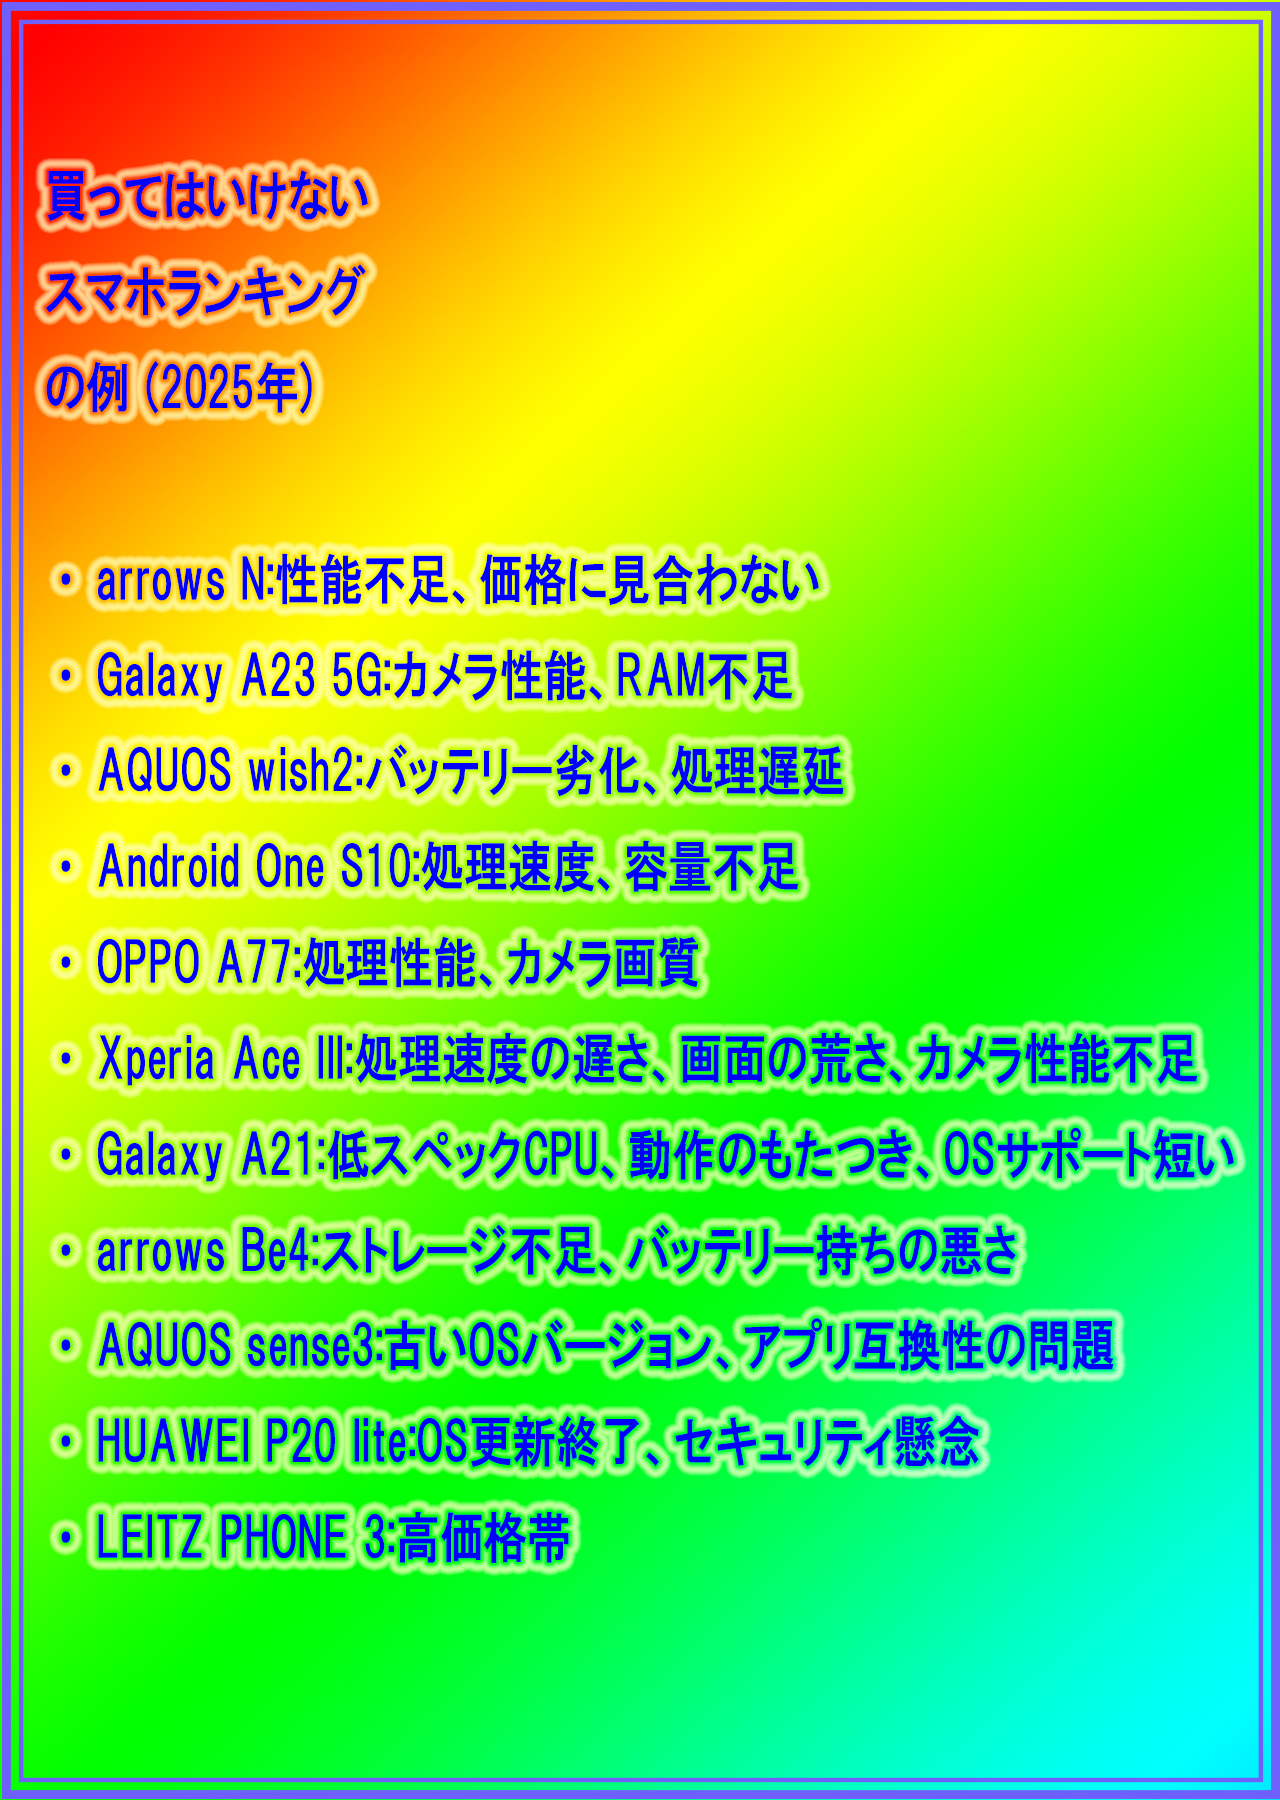 買ってはいけない
スマホランキング
の例(2025年)
・ arrows N:性能不足、価格に見合わない
・ Galaxy A23 5G:カメラ性能、RAM不足
・ AQUOS wish2:バッテリー劣化、処理遅延
・ Android One S10:処理速度、容量不足
・ OPPO A77:処理性能、カメラ画質
・ Xperia Ace III:処理速度の遅さ、画面の荒さ、カメラ性能不足
・ Galaxy A21:低スペックCPU、動作のもたつき、OSサポート短い
・ arrows Be4:ストレージ不足、バッテリー持ちの悪さ
・ AQUOS sense3:古いOSバージョン、アプリ互換性の問題
・ HUAWEI P20 lite:OS更新終了、セキュリティ懸念
・ LEITZ PHONE 3:高価格帯